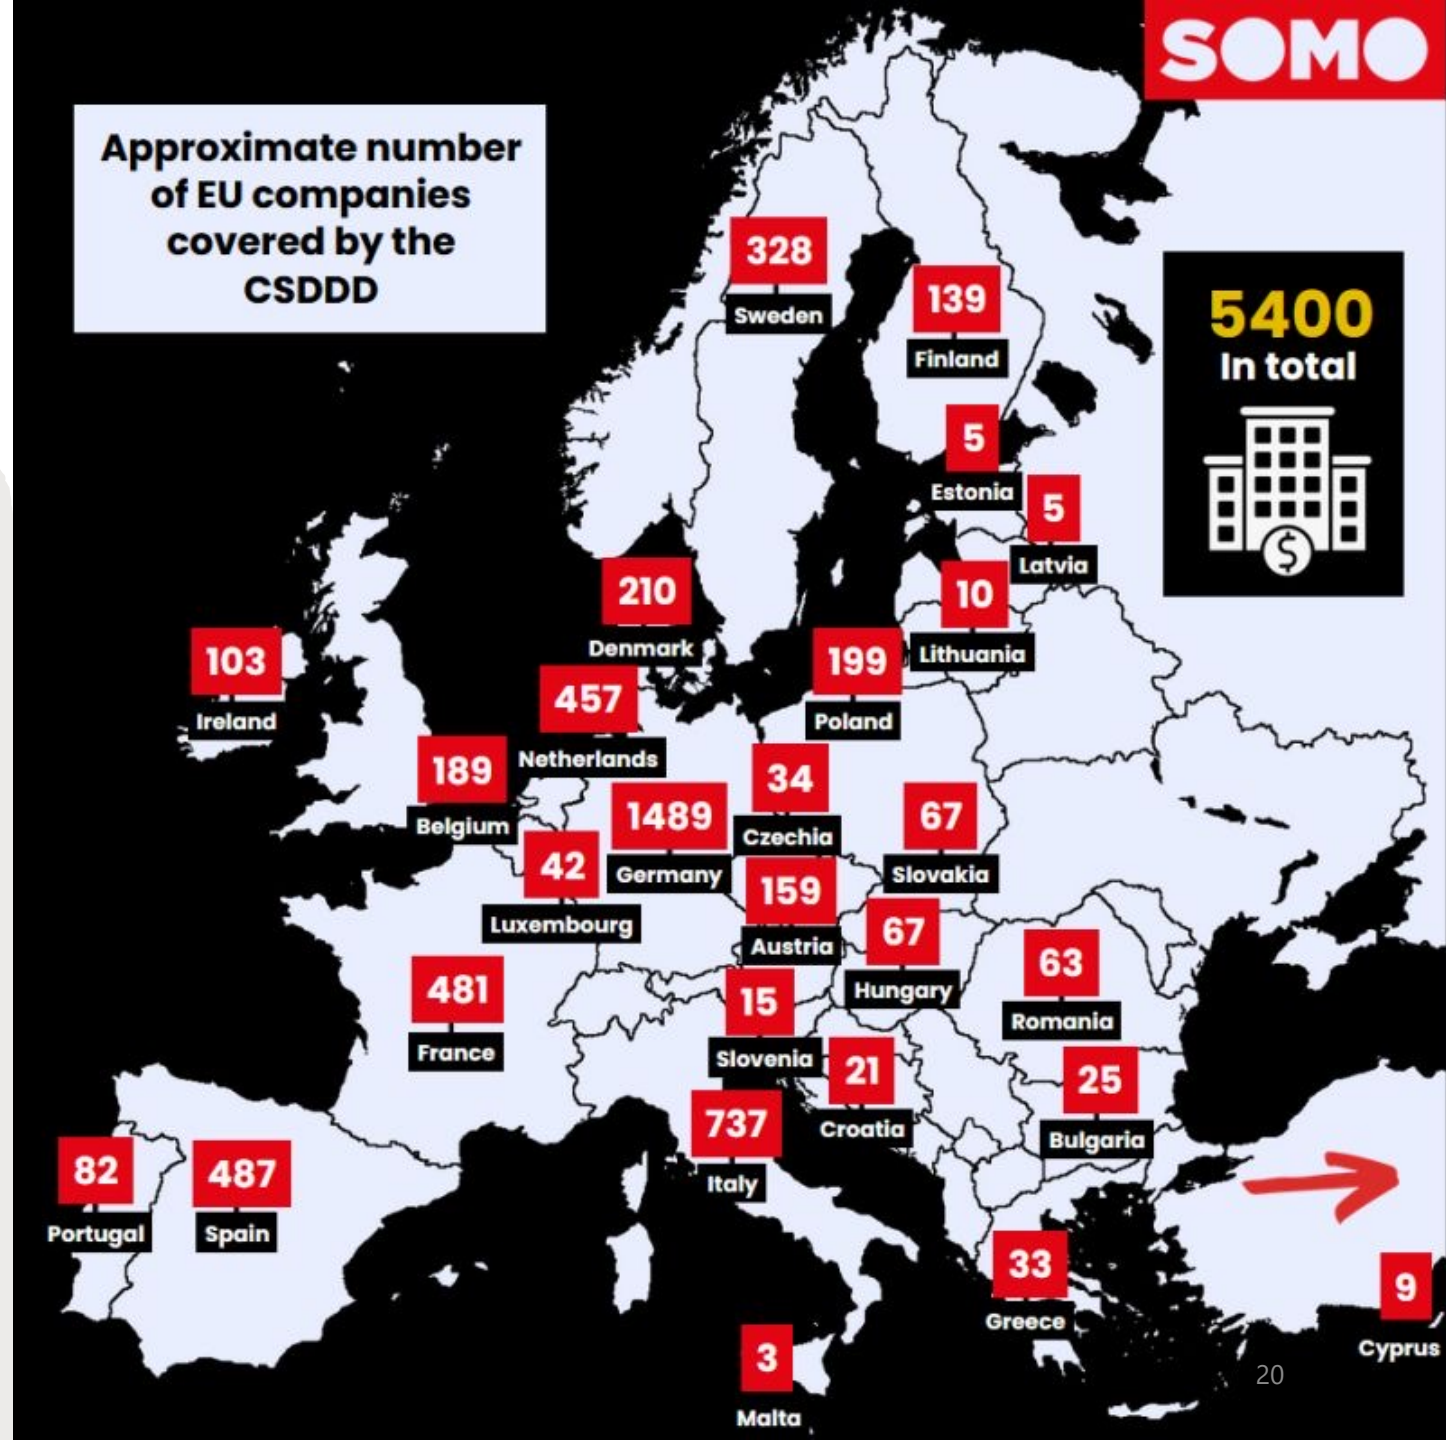 SOMO
Approximate number
of EU companies
covered by the
CSDDD
5400
In total
$
328
Sweden
139
Finland
5
Estonia
5
Latvia
10
Lithuania
210
Denmark
103
Ireland
199
Poland
457
Netherlands
189
Belgium
34
Czechia
1489
Germany
67
Slovakia
42
Luxembourg
159
Austria
67
Hungary
63
Romania
481
France
15
Slovenia
21
Croatia
25
Bulgaria
737
Italy
82
Portugal
487
Spain
33
Greece
9
Cyprus
3
Malta
20